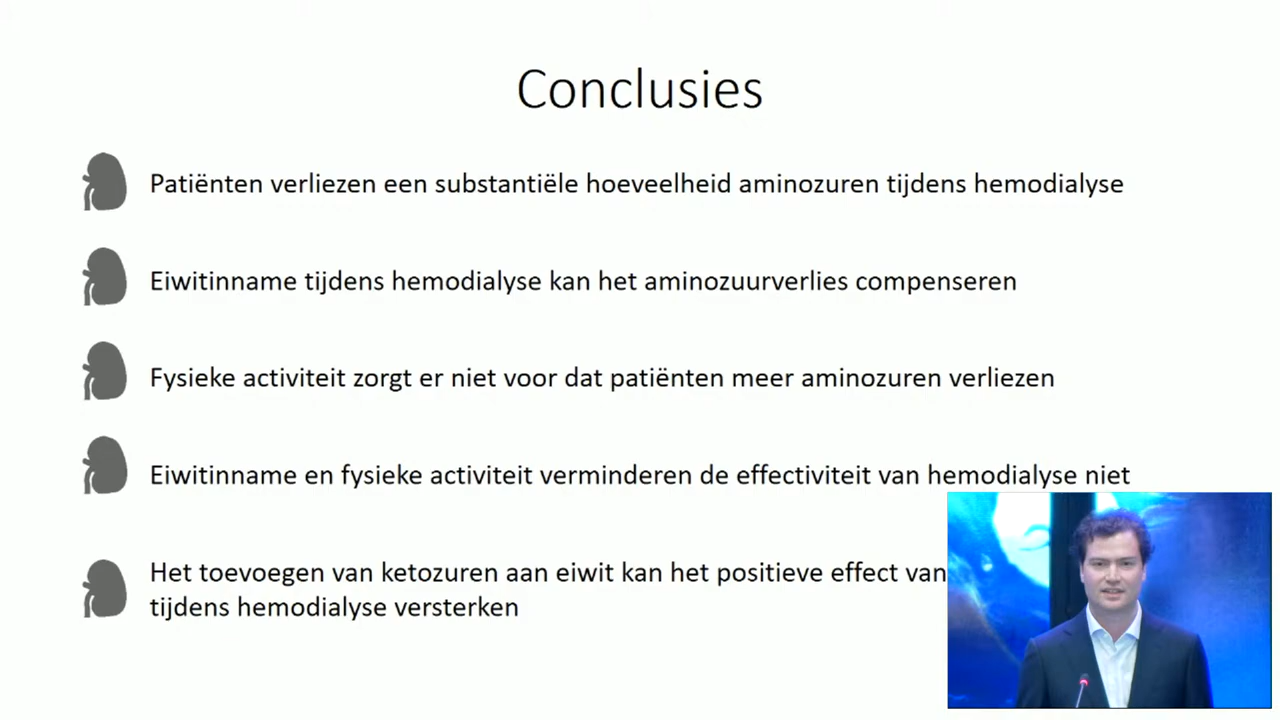 Conclusies
Patiënten verliezen een substantiële hoeveelheid aminozuren tijdens hemodialyse
Eiwitinname tijdens hemodialyse kan het aminozuurverlies compenseren
Fysieke activiteit zorgt er niet voor dat patiënten meer aminozuren verliezen
Eiwitinname en fysieke activiteit verminderen de effectiviteit van hemodialyse niet
Het toevoegen van ketozuren aan eiwit kan het positieve effect van
tijdens hemodialyse versterken